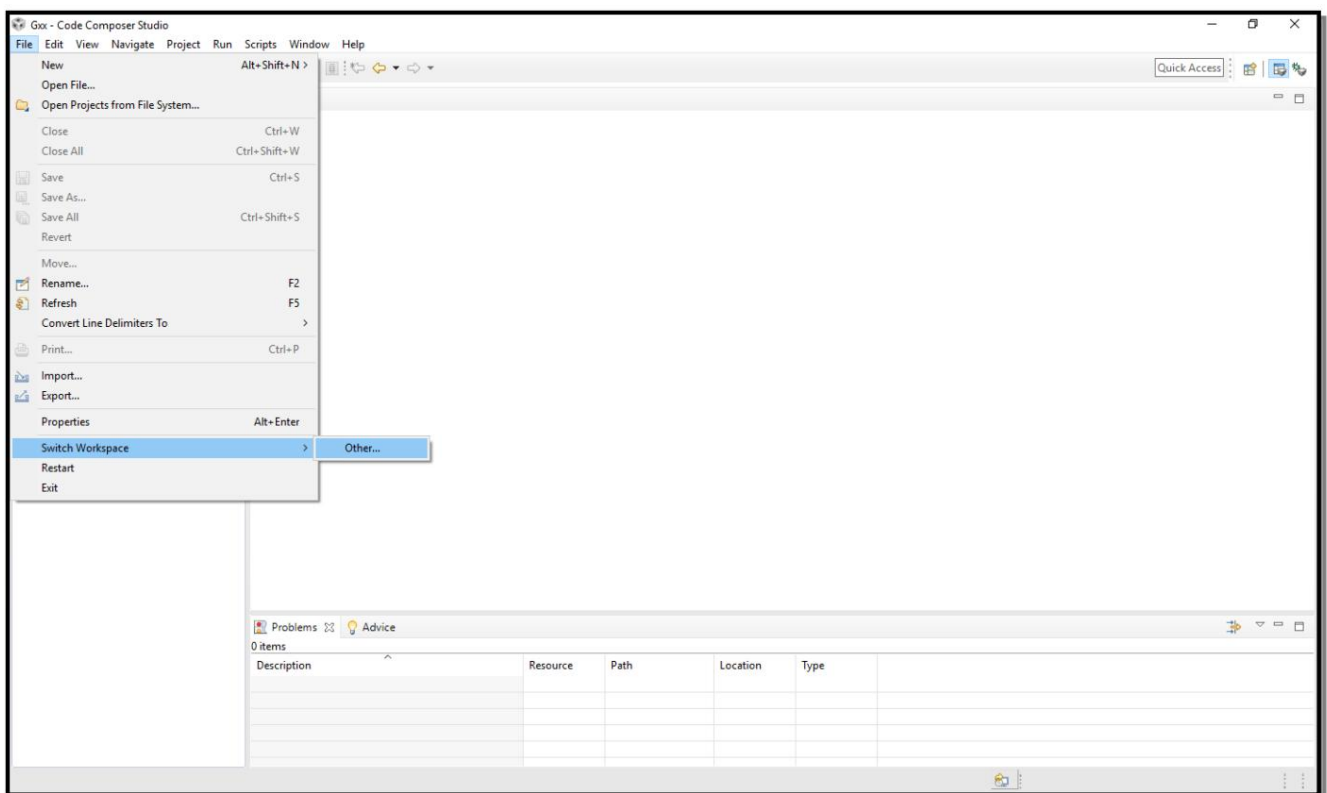 Gxx - Code Composer Studio
File Edit View Navigate Project Run Scripts Window Help
New Alt+Shift+N >
Quick Access
Open File...
Open Projects from File System...
Close Ctrl+W
Close All Ctrl+Shift+W
Save Ctrl+S
Save As...
Save All Ctrl+Shift+S
Revert
Move...
Rename... F2
Refresh F5
Convert Line Delimiters To >
Print... Ctrl+P
Import...
Export...
Properties Alt+Enter
Switch Workspace > Other...
Restart
Exit
Problems Advice
0 items
Description Resource Path Location Type